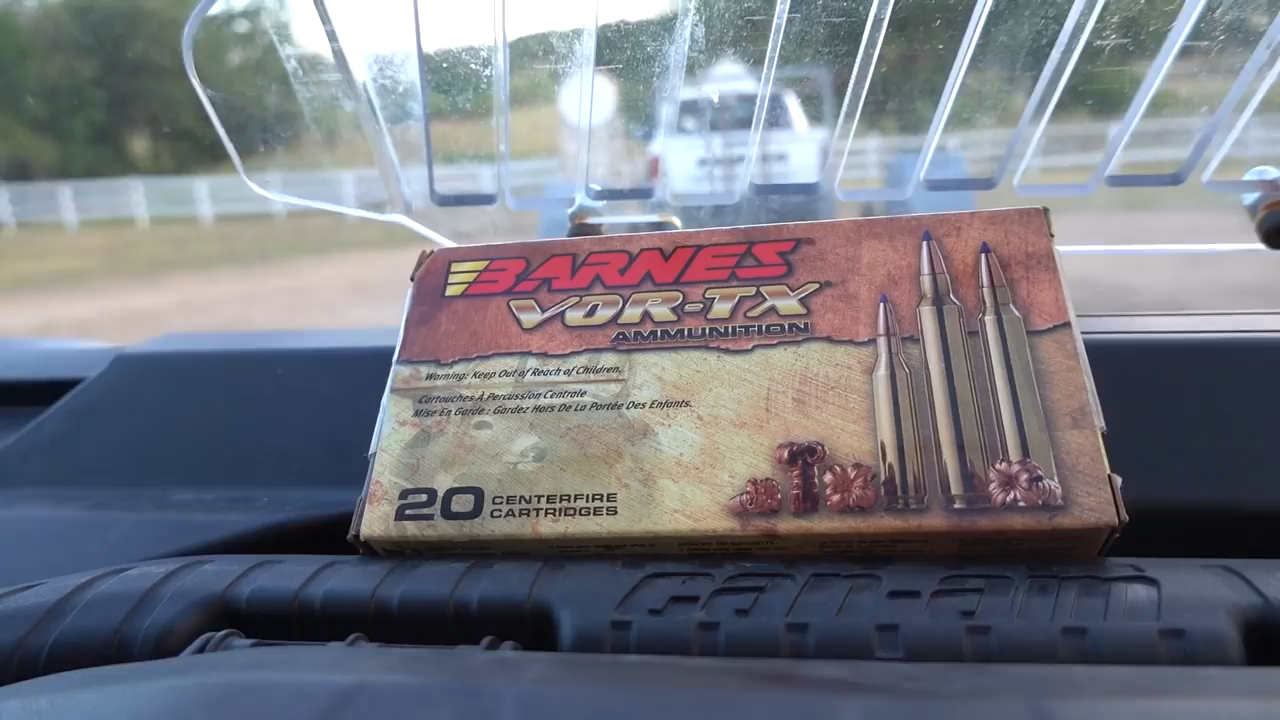 BARNES
VOR-TX
AMMUNITION
Warning: Keep Out of Reach of Children.
Cartouches À Percussion Centrale
Mise En Garde : Gardez Hors De La Portée Des Enfants.
20 CENTERFIRE
CARTRIDGES
can-am